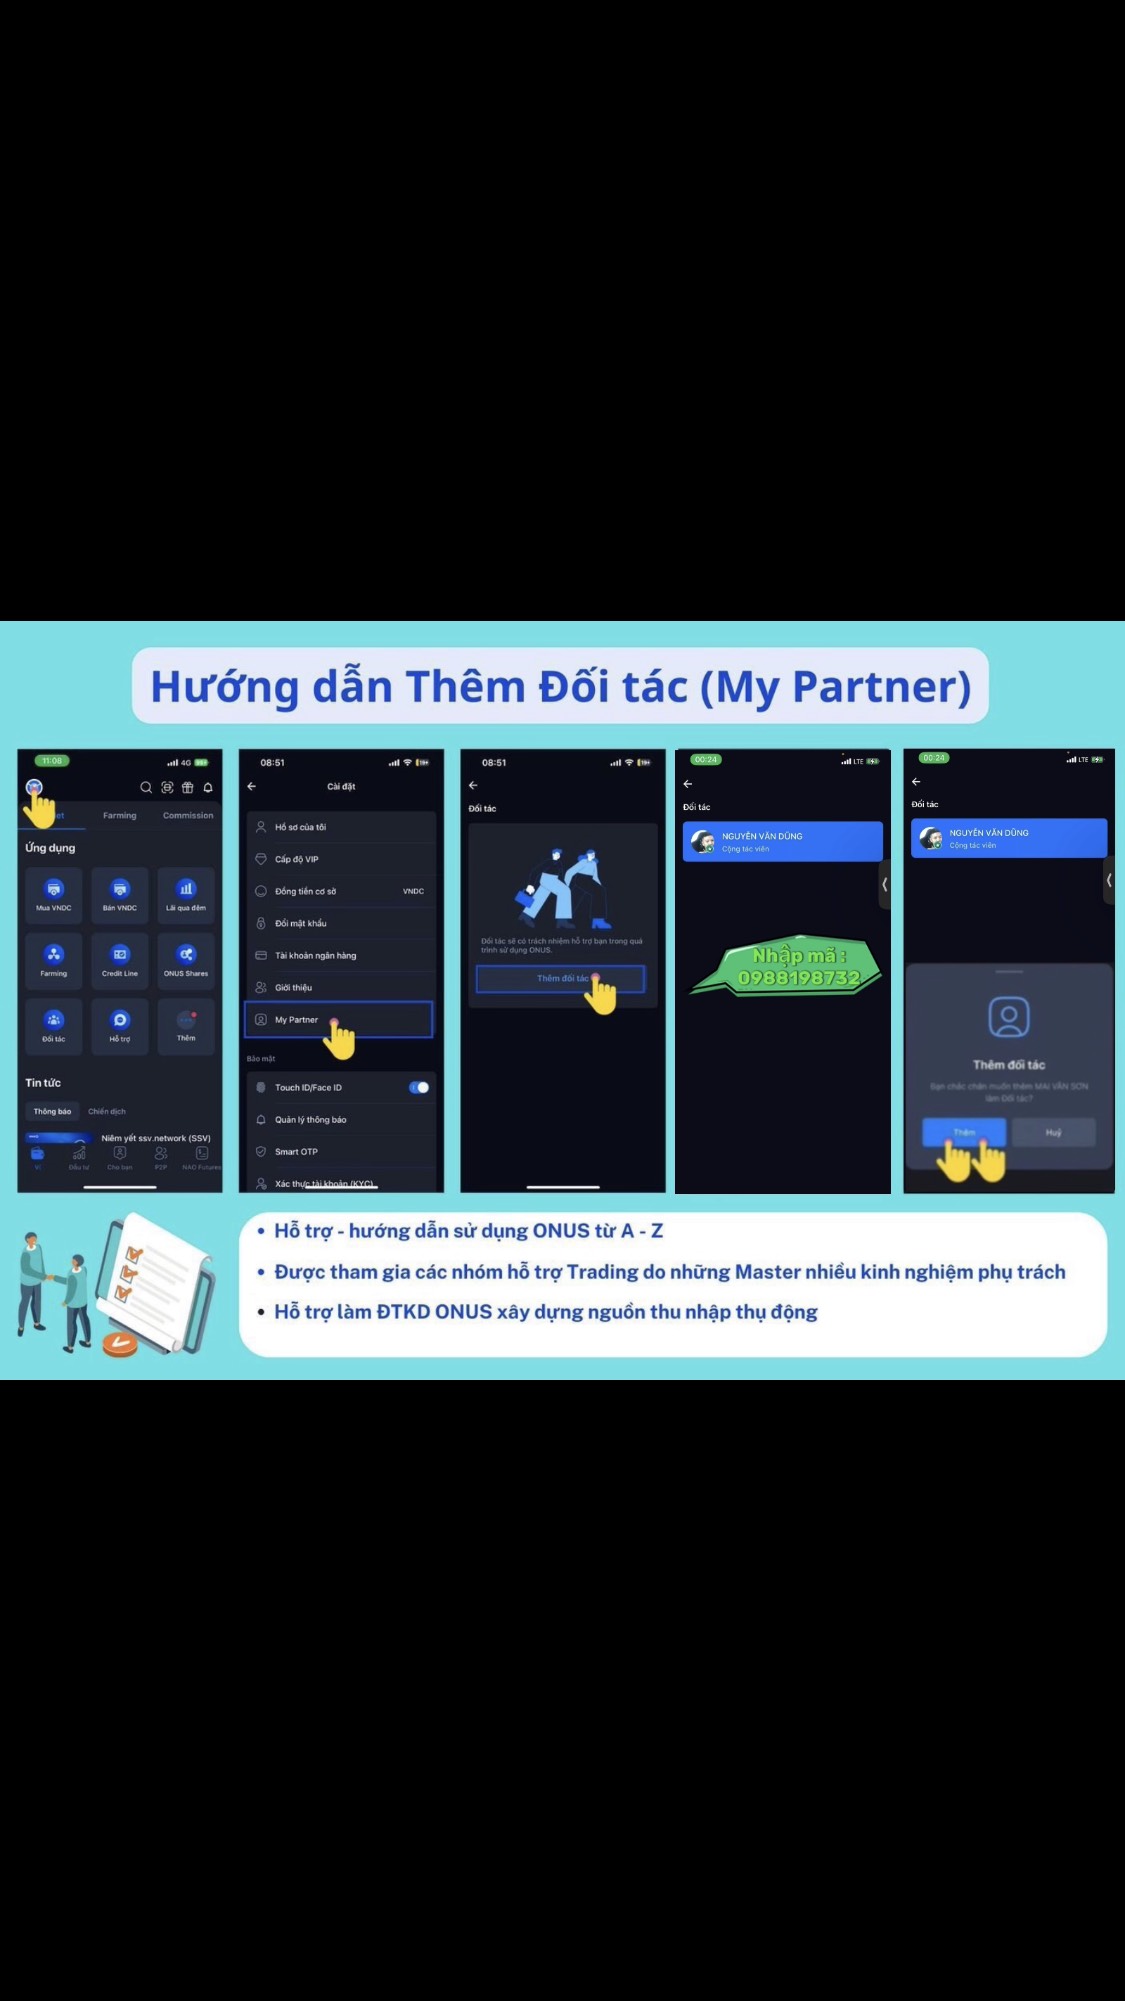 Hướng dẫn Thêm Đối tác (My Partner)
11:08
4G
Farming
Commission
Ứng dụng
Mua VNDC
Bán VNDC
Lãi qua đêm
Farming
Credit Line
ONUS Shares
Đối tác
Hỗ trợ
Thêm
Tin tức
Thông báo
Chiến dịch
Niêm yết ssv.network (SSV)
Ví
Đầu tư
Cho bạn
P2P
NAO Futures
08:51
Cài đặt
Hồ sơ của tôi
Cấp độ VIP
Đồng tiền cơ sở
VNDC
Đổi mật khẩu
Tài khoản ngân hàng
Giới thiệu
My Partner
Bảo mật
Touch ID/Face ID
Quản lý thông báo
Smart OTP
Xác thực tài khoản (KYC)
08:51
Đối tác
Đối tác sẽ có trách nhiệm hỗ trợ bạn trong quá
trình sử dụng ONUS.
Thêm đối tác
00:24
LTE
Đối tác
NGUYỄN VĂN DŨNG
Cộng tác viên
Nhập mã :
0988198732
00:24
LTE
Đối tác
NGUYỄN VĂN DŨNG
Cộng tác viên
Thêm đối tác
Bạn chắc chắn muốn thêm MAI VĂN SƠN
làm Đối tác?
Thêm
Huỷ
• Hỗ trợ - hướng dẫn sử dụng ONUS từ A - Z
• Được tham gia các nhóm hỗ trợ Trading do những Master nhiều kinh nghiệm phụ trách
• Hỗ trợ làm ĐTKD ONUS xây dựng nguồn thu nhập thụ động